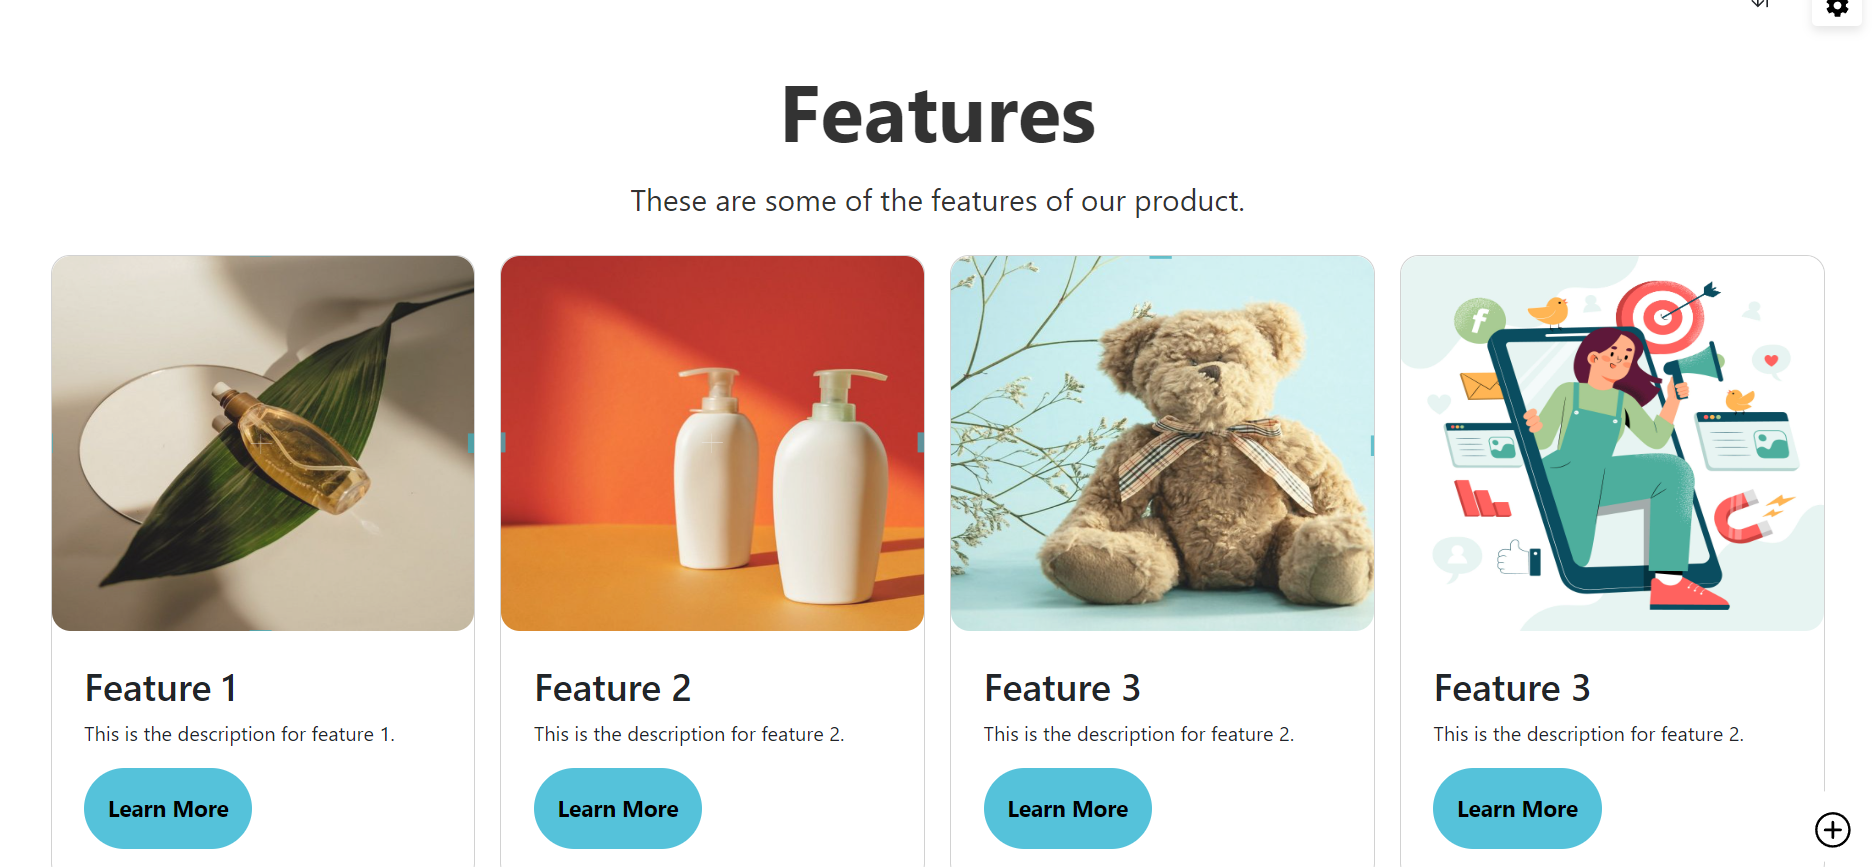 Features
These are some of the features of our product.
Feature 1
This is the description for feature 1.
Learn More
Feature 2
This is the description for feature 2.
Learn More
Feature 3
This is the description for feature 2.
Learn More
f
Feature 3
This is the description for feature 2.
Learn More